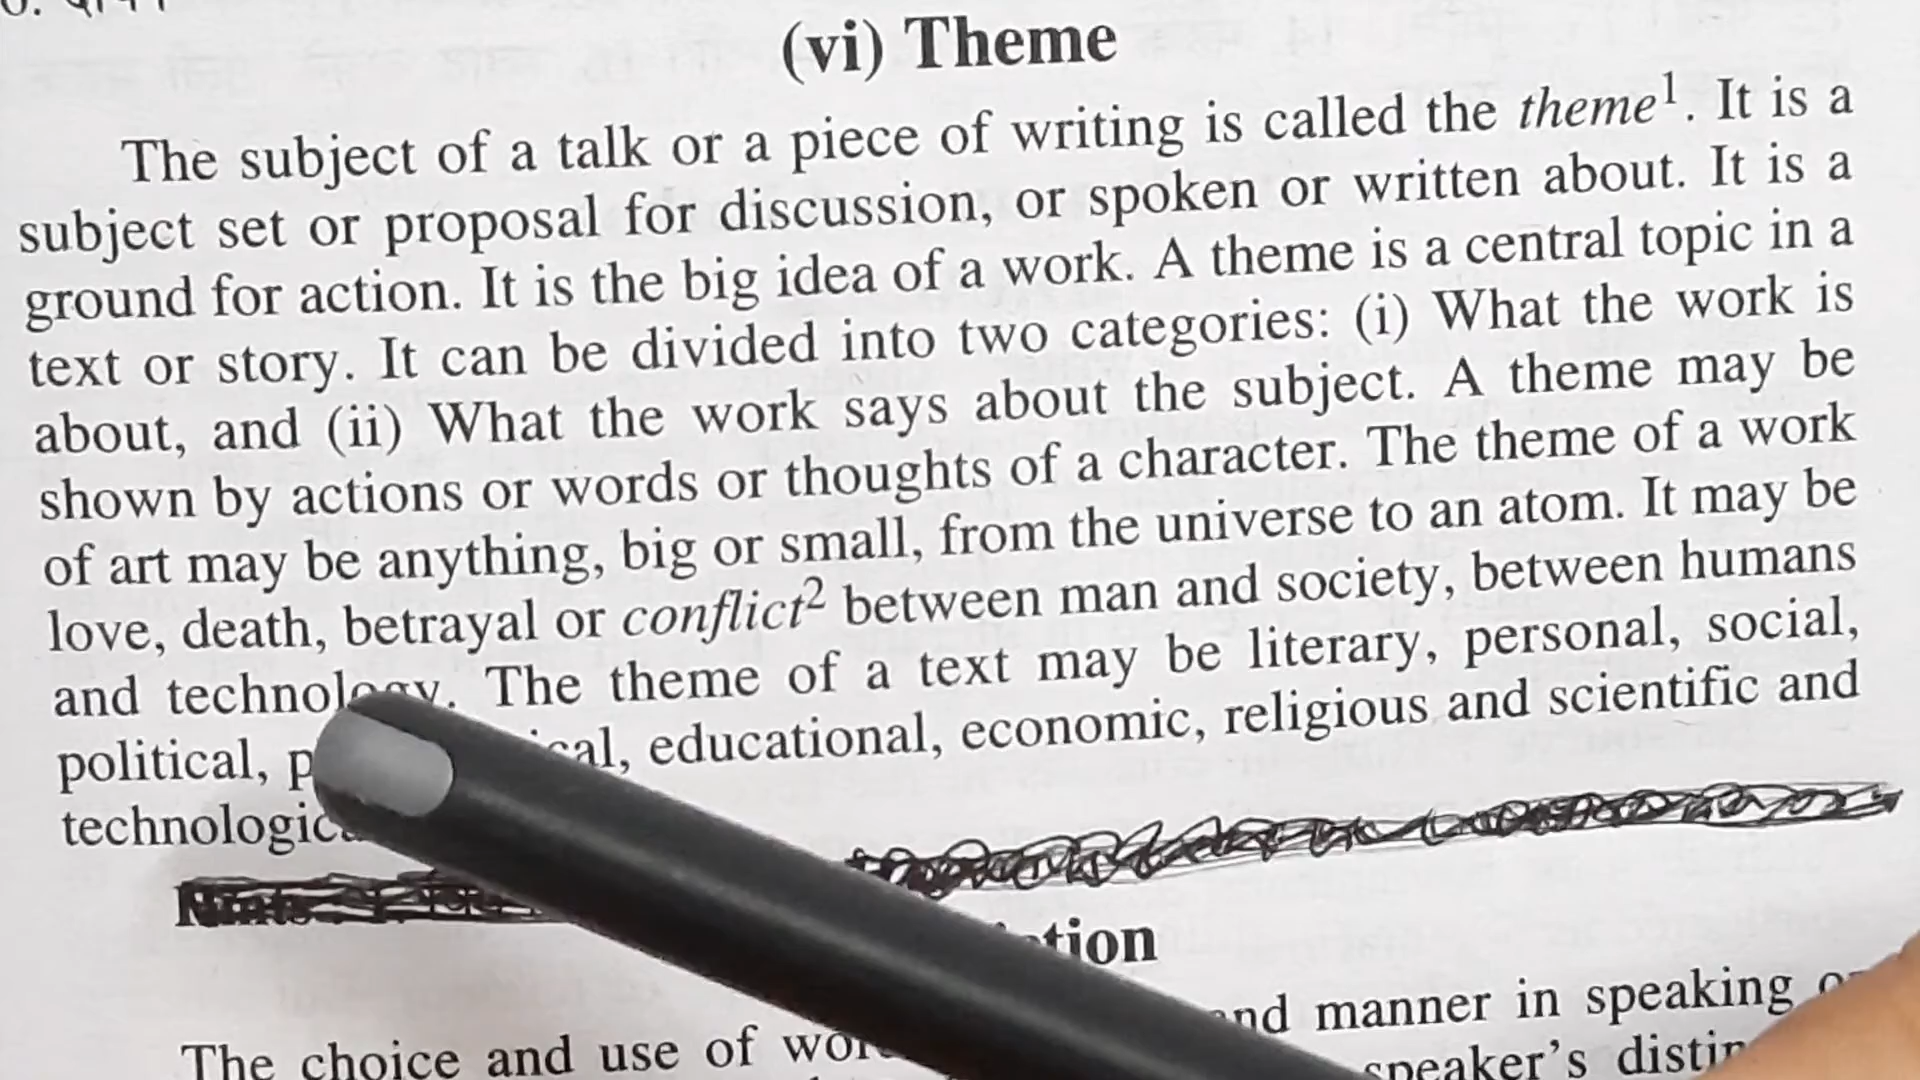 (vi) Theme
The subject of a talk or a piece of writing is called the theme¹. It is a
subject set or proposal for discussion, or spoken or written about. It is a
ground for action. It is the big idea of a work. A theme is a central topic in a
text or story. It can be divided into two categories: (i) What the work is
about, and (ii) What the work says about the subject. A theme may be
shown by actions or words or thoughts of a character. The theme of a work
of art may be anything, big or small, from the universe to an atom. It may be
love, death, betrayal or conflict² between man and society, between humans
and technology. The theme of a text may be literary, personal, social,
political, educational, economic, religious and scientific and
The choice and use of manner in speaking
speaker's